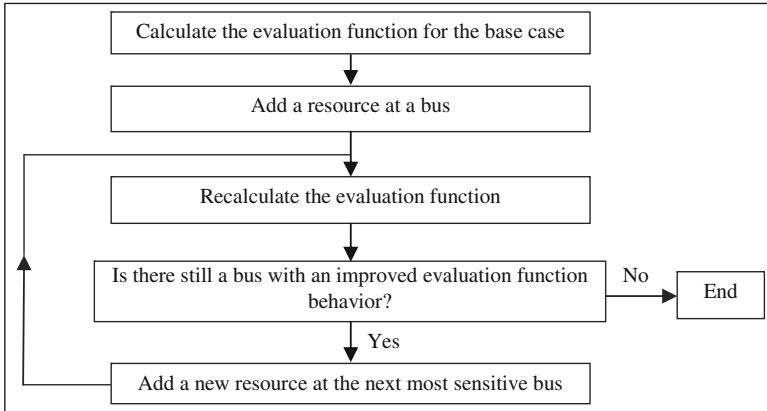 Calculate the evaluation function for the base case
Add a resource at a bus
Recalculate the evaluation function
Is there still a bus with an improved evaluation function
behavior?
No
End
Yes
Add a new resource at the next most sensitive bus